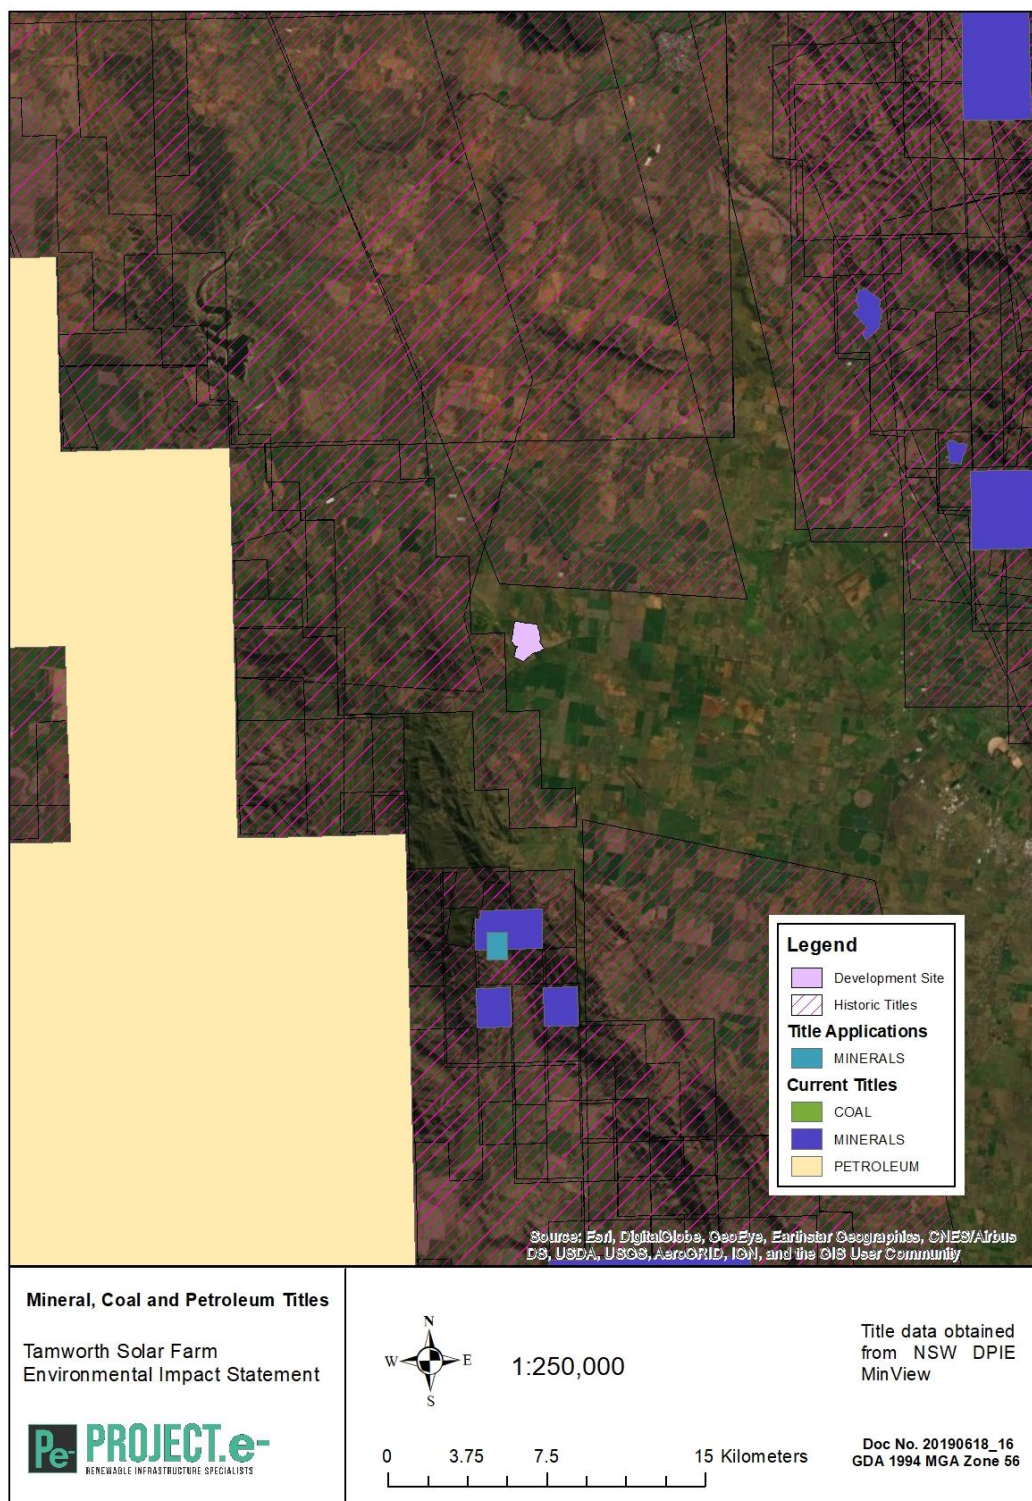 Legend
Development Site
Historic Titles
Title Applications
MINERALS
Current Titles
COAL
MINERALS
PETROLEUM
Source: Esri, DigitalGlobe, GeoEye, Earthstar Geographics, CNES/Airbus
DS, USDA, USGS, AeroGRID, IGN, and the GIS User Community
Mineral, Coal and Petroleum Titles
Tamworth Solar Farm
Environmental Impact Statement
Pe- PROJECT.e-
RENEWABLE INFRASTRUCTURE SPECIALISTS
N
W E
S
1:250,000
0 3.75 7.5 15 Kilometers
Title data obtained
from NSW DPIE
MinView
Doc No. 20190618_16
GDA 1994 MGA Zone 56